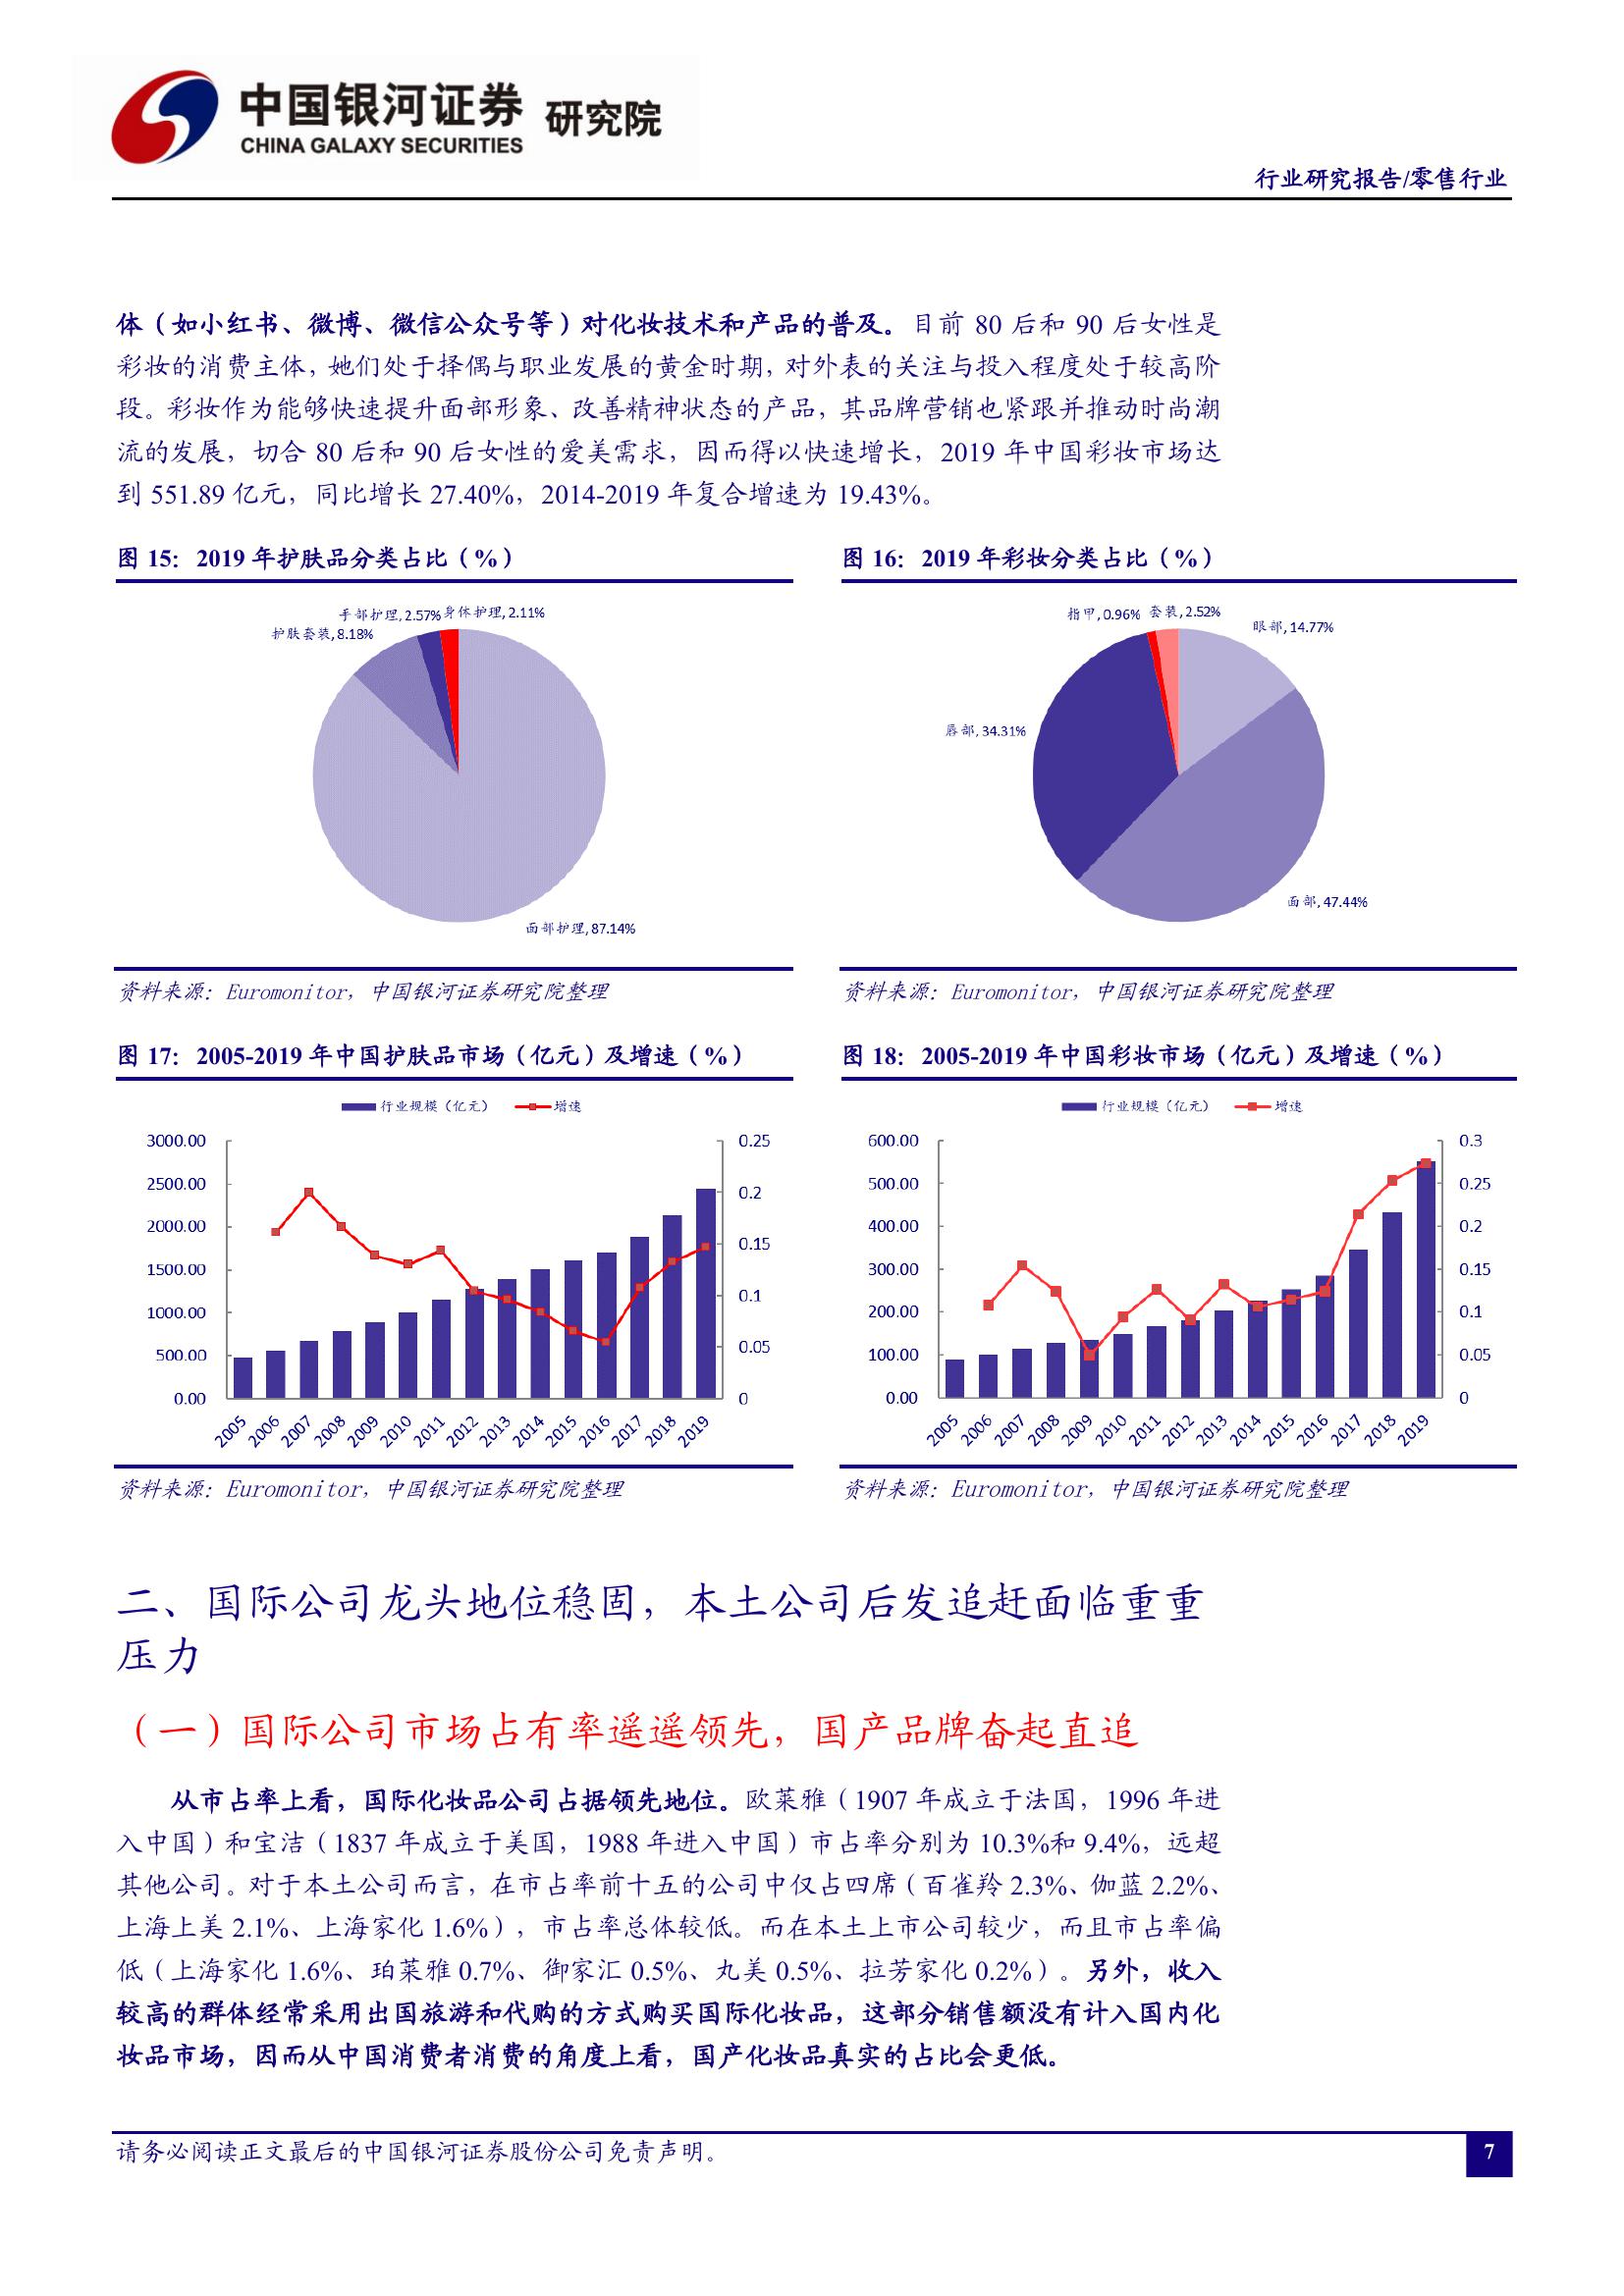 中国银河证券 研究院
CHINA GALAXY SECURITIES
行业研究报告/零售行业
体（如小红书、微博、微信公众号等）对化妆技术和产品的普及。目前 80 后和 90 后女性是
彩妆的消费主体，她们处于择偶与职业发展的黄金时期，对外表的关注与投入程度处于较高阶
段。彩妆作为能够快速提升面部形象、改善精神状态的产品，其品牌营销也紧跟并推动时尚潮
流的发展，切合 80 后和 90 后女性的爱美需求，因而得以快速增长，2019 年中国彩妆市场达
到 551.89 亿元，同比增长 27.40%，2014-2019 年复合增速为 19.43%。
图 15：2019 年护肤品分类占比（%）
手部护理, 2.57% 身体护理, 2.11%
护肤套装, 8.18%
面部护理, 87.14%
资料来源：Euromonitor，中国银河证券研究院整理
图 16：2019 年彩妆分类占比（%）
指甲, 0.96% 套装, 2.52%
眼部, 14.77%
唇部, 34.31%
面部, 47.44%
资料来源：Euromonitor，中国银河证券研究院整理
图 17：2005-2019 年中国护肤品市场（亿元）及增速（%）
行业规模（亿元） 增速
3000.00
2500.00
2000.00
1500.00
1000.00
500.00
0.00
0.25
0.2
0.15
0.1
0.05
0
2005 2006 2007 2008 2009 2010 2011 2012 2013 2014 2015 2016 2017 2018 2019
资料来源：Euromonitor，中国银河证券研究院整理
图 18：2005-2019 年中国彩妆市场（亿元）及增速（%）
行业规模（亿元） 增速
600.00
500.00
400.00
300.00
200.00
100.00
0.00
0.3
0.25
0.2
0.15
0.1
0.05
0
2005 2006 2007 2008 2009 2010 2011 2012 2013 2014 2015 2016 2017 2018 2019
资料来源：Euromonitor，中国银河证券研究院整理
二、国际公司龙头地位稳固，本土公司后发追赶面临重重
压力
（一）国际公司市场占有率遥遥领先，国产品牌奋起直追
从市占率上看，国际化妆品公司占据领先地位。欧莱雅（1907 年成立于法国，1996 年进
入中国）和宝洁（1837 年成立于美国，1988 年进入中国）市占率分别为 10.3%和 9.4%，远超
其他公司。对于本土公司而言，在市占率前十五的公司中仅占四席（百雀羚 2.3%、伽蓝 2.2%、
上海上美 2.1%、上海家化 1.6%），市占率总体较低。而在本土上市公司较少，而且市占率偏
低（上海家化 1.6%、珀莱雅 0.7%、御家汇 0.5%、丸美 0.5%、拉芳家化 0.2%）。另外，收入
较高的群体经常采用出国旅游和代购的方式购买国际化妆品，这部分销售额没有计入国内化
妆品市场，因而从中国消费者消费的角度上看，国产化妆品真实的占比会更低。
请务必阅读正文最后的中国银河证券股份公司免责声明。
7